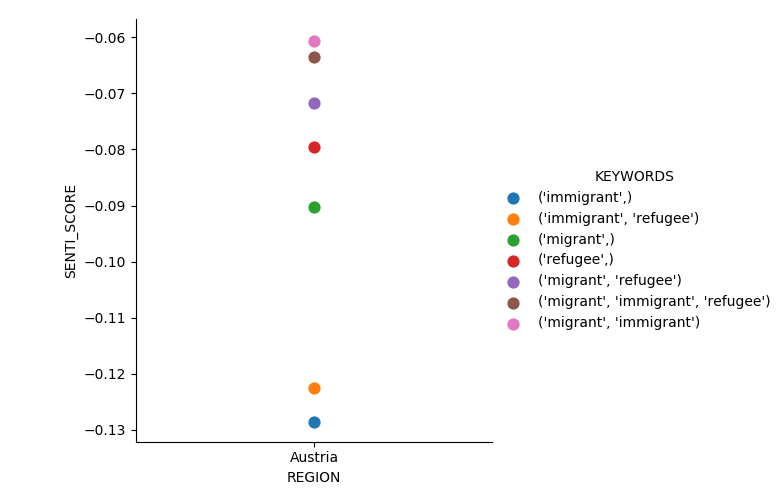 −0.06
−0.07
−0.08
−0.09
−0.10
−0.11
−0.12
−0.13
SENTI_SCORE
Austria
REGION
KEYWORDS
('immigrant',)
('immigrant', 'refugee')
('migrant',)
('refugee',)
('migrant', 'refugee')
('migrant', 'immigrant', 'refugee')
('migrant', 'immigrant')